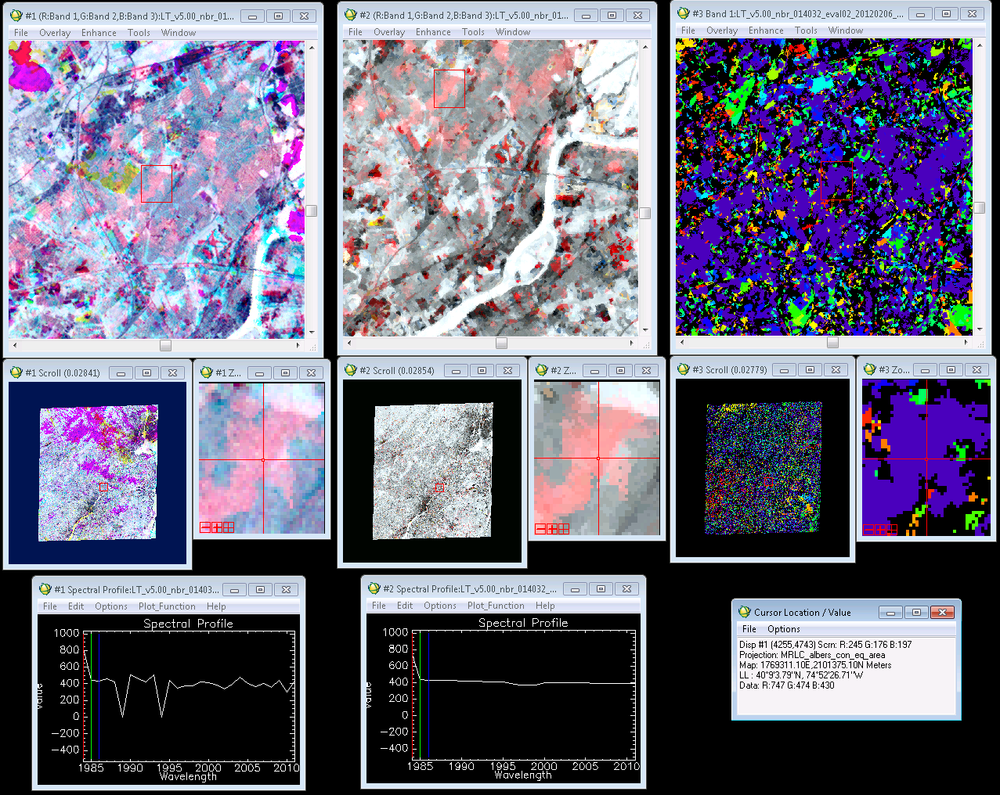 #1 (R:Band 1,G:Band 2,B:Band 3):LT_v5.00_nbr_01...
File Overlay Enhance Tools Window
#2 (R:Band 1,G:Band 2,B:Band 3):LT_v5.00_nbr_01...
File Overlay Enhance Tools Window
#3 Band 1:LT_v5.00_nbr_014032_eval02_20120206_...
File Overlay Enhance Tools Window
#1 Scroll (0.02841)
#1 Z...
#2 Scroll (0.02854)
#2 Z...
#3 Scroll (0.02779)
#3 Zo...
#1 Spectral Profile:LT_v5.00_nbr_01403...
File Edit Options Plot_Function Help
Spectral Profile
1000
800
600
400
200
0
-200
-400
Value
1985 1990 1995 2000 2005 2010
Wavelength
#2 Spectral Profile:LT_v5.00_nbr_014032_...
File Edit Options Plot_Function Help
Spectral Profile
1000
800
600
400
200
0
-200
-400
Value
1985 1990 1995 2000 2005 2010
Wavelength
Cursor Location / Value
File Options
Disp #1 (4255,4743) Scrn: R:245 G:176 B:197
Projection: MRLC_albers_con_eq_area
Map: 1769311.10E,2101375.10N Meters
LL : 40°9'3.79"N, 74°52'26.71"W
Data: R:747 G:474 B:430